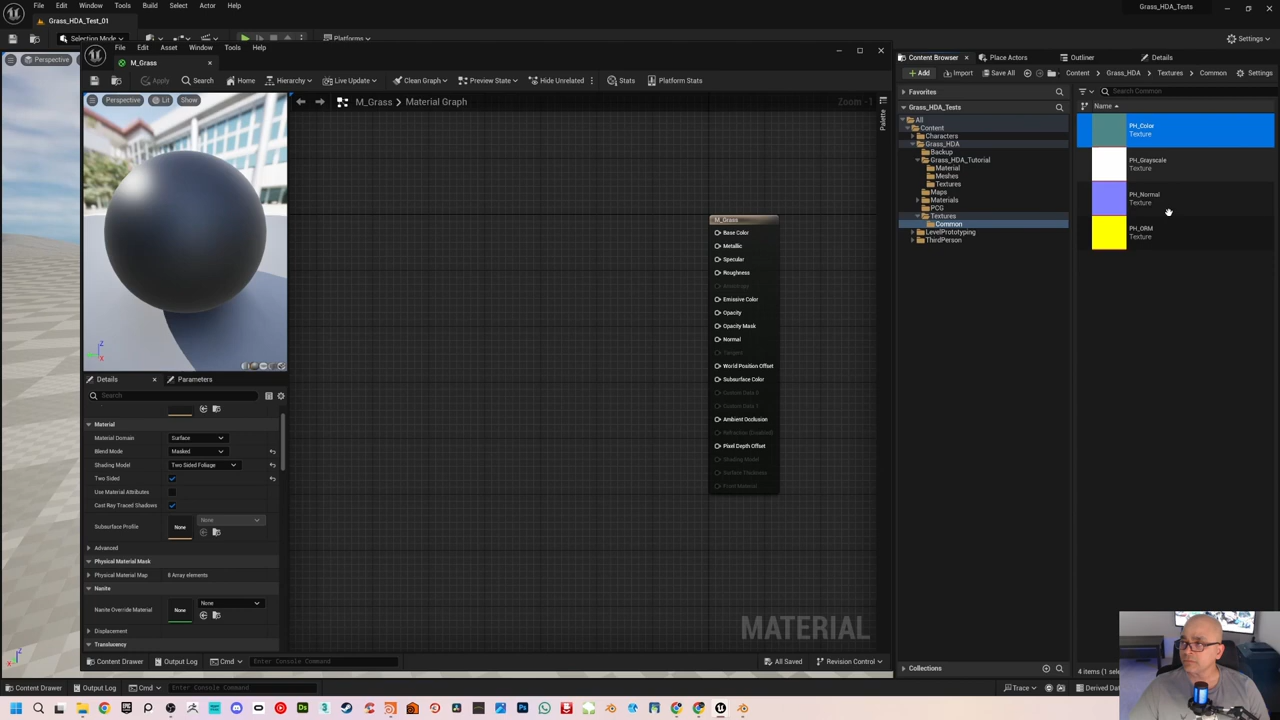 File Edit Window Tools Build Select Actor Help
Grass_HDA_Tests
Grass_HDA_Test_01
Selection Mode
Platforms
Settings
Perspective
File Edit Asset Window Tools Help
M_Grass
Apply
Search
Home
Hierarchy
Live Update
Clean Graph
Preview State
Hide Unrelated
Stats
Platform Stats
Perspective
Lit
Show
M_Grass > Material Graph
Zoom -1
Palette
M_Grass
Base Color
Metallic
Specular
Roughness
Anisotropy
Emissive Color
Opacity
Opacity Mask
Normal
Tangent
World Position Offset
Subsurface Color
Custom Data 0
Custom Data 1
Ambient Occlusion
Refraction (Disabled)
Pixel Depth Offset
Shading Model
Surface Thickness
Front Material
MATERIAL
Z
X
Details
Parameters
Search
Material
Material Domain Surface
Blend Mode Masked
Shading Model Two Sided Foliage
Two Sided
Use Material Attributes
Cast Ray Traced Shadows
Subsurface Profile None None
Advanced
Physical Material Mask
Physical Material Map 8 Array elements
Nanite
Nanite Override Material None None
Displacement
Translucency
Content Drawer
Output Log
Cmd
Enter Console Command
All Saved
Revision Control
Content Browser
Place Actors
Outliner
Details
Add
Import
Save All
Content > Grass_HDA > Textures > Common
Settings
Favorites
Grass_HDA_Tests
All
Content
Characters
Grass_HDA
Backup
Grass_HDA_Tutorial
Material
Meshes
Textures
Maps
Materials
PCG
Textures
Common
LevelPrototyping
ThirdPerson
Search Common
Name
PH_Color
Texture
PH_Grayscale
Texture
PH_Normal
Texture
PH_ORM
Texture
Collections
4 items (1 selec
Content Drawer
Output Log
Cmd
Enter Console Command
Trace
Derived Dat